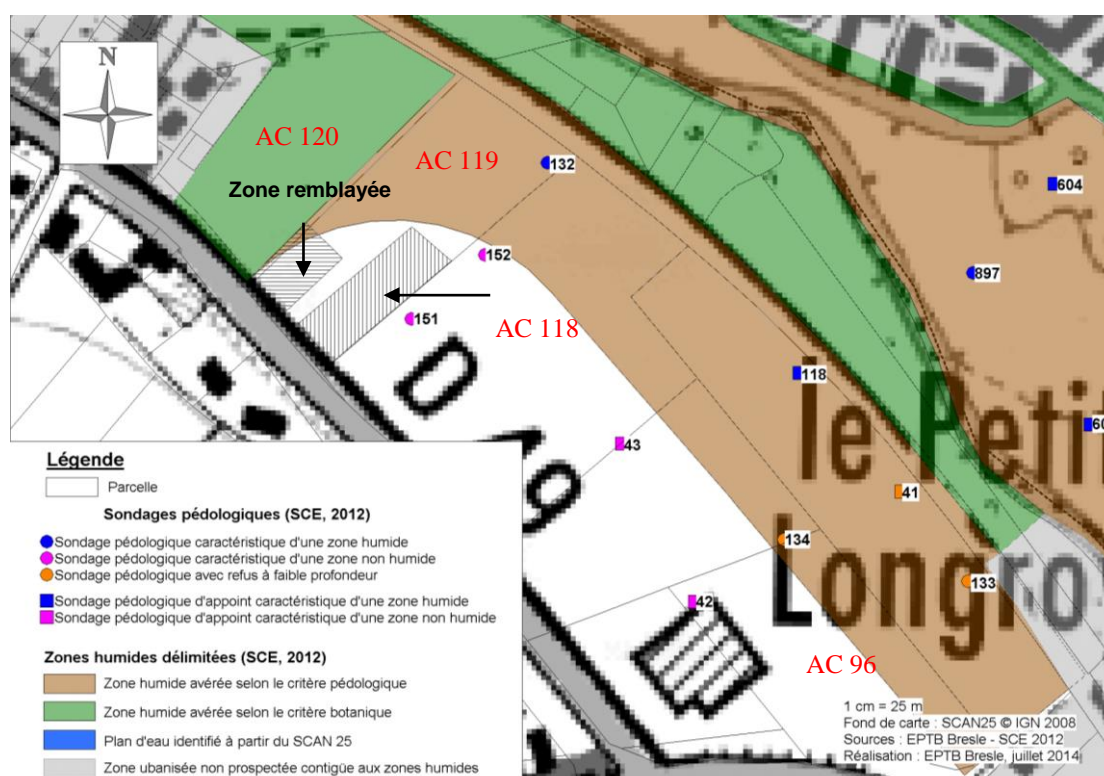 N
AC 120
AC 119
132
604
Zone remblayée
152
897
151
AC 118
118
D
le Petit
43
41
134
Longro
133
42
AC 96
Légende
Parcelle
Sondages pédologiques (SCE, 2012)
Sondage pédologique caractéristique d'une zone humide
Sondage pédologique caractéristique d'une zone non humide
Sondage pédologique avec refus à faible profondeur
Sondage pédologique d'appoint caractéristique d'une zone humide
Sondage pédologique d'appoint caractéristique d'une zone non humide
Zones humides délimitées (SCE, 2012)
Zone humide avérée selon le critère pédologique
Zone humide avérée selon le critère botanique
Plan d'eau identifié à partir du SCAN 25
Zone ubanisée non prospectée contigüe aux zones humides
1 cm = 25 m
Fond de carte : SCAN25 © IGN 2008
Sources : EPTB Bresle - SCE 2012
Réalisation : EPTB Bresle, juillet 2014